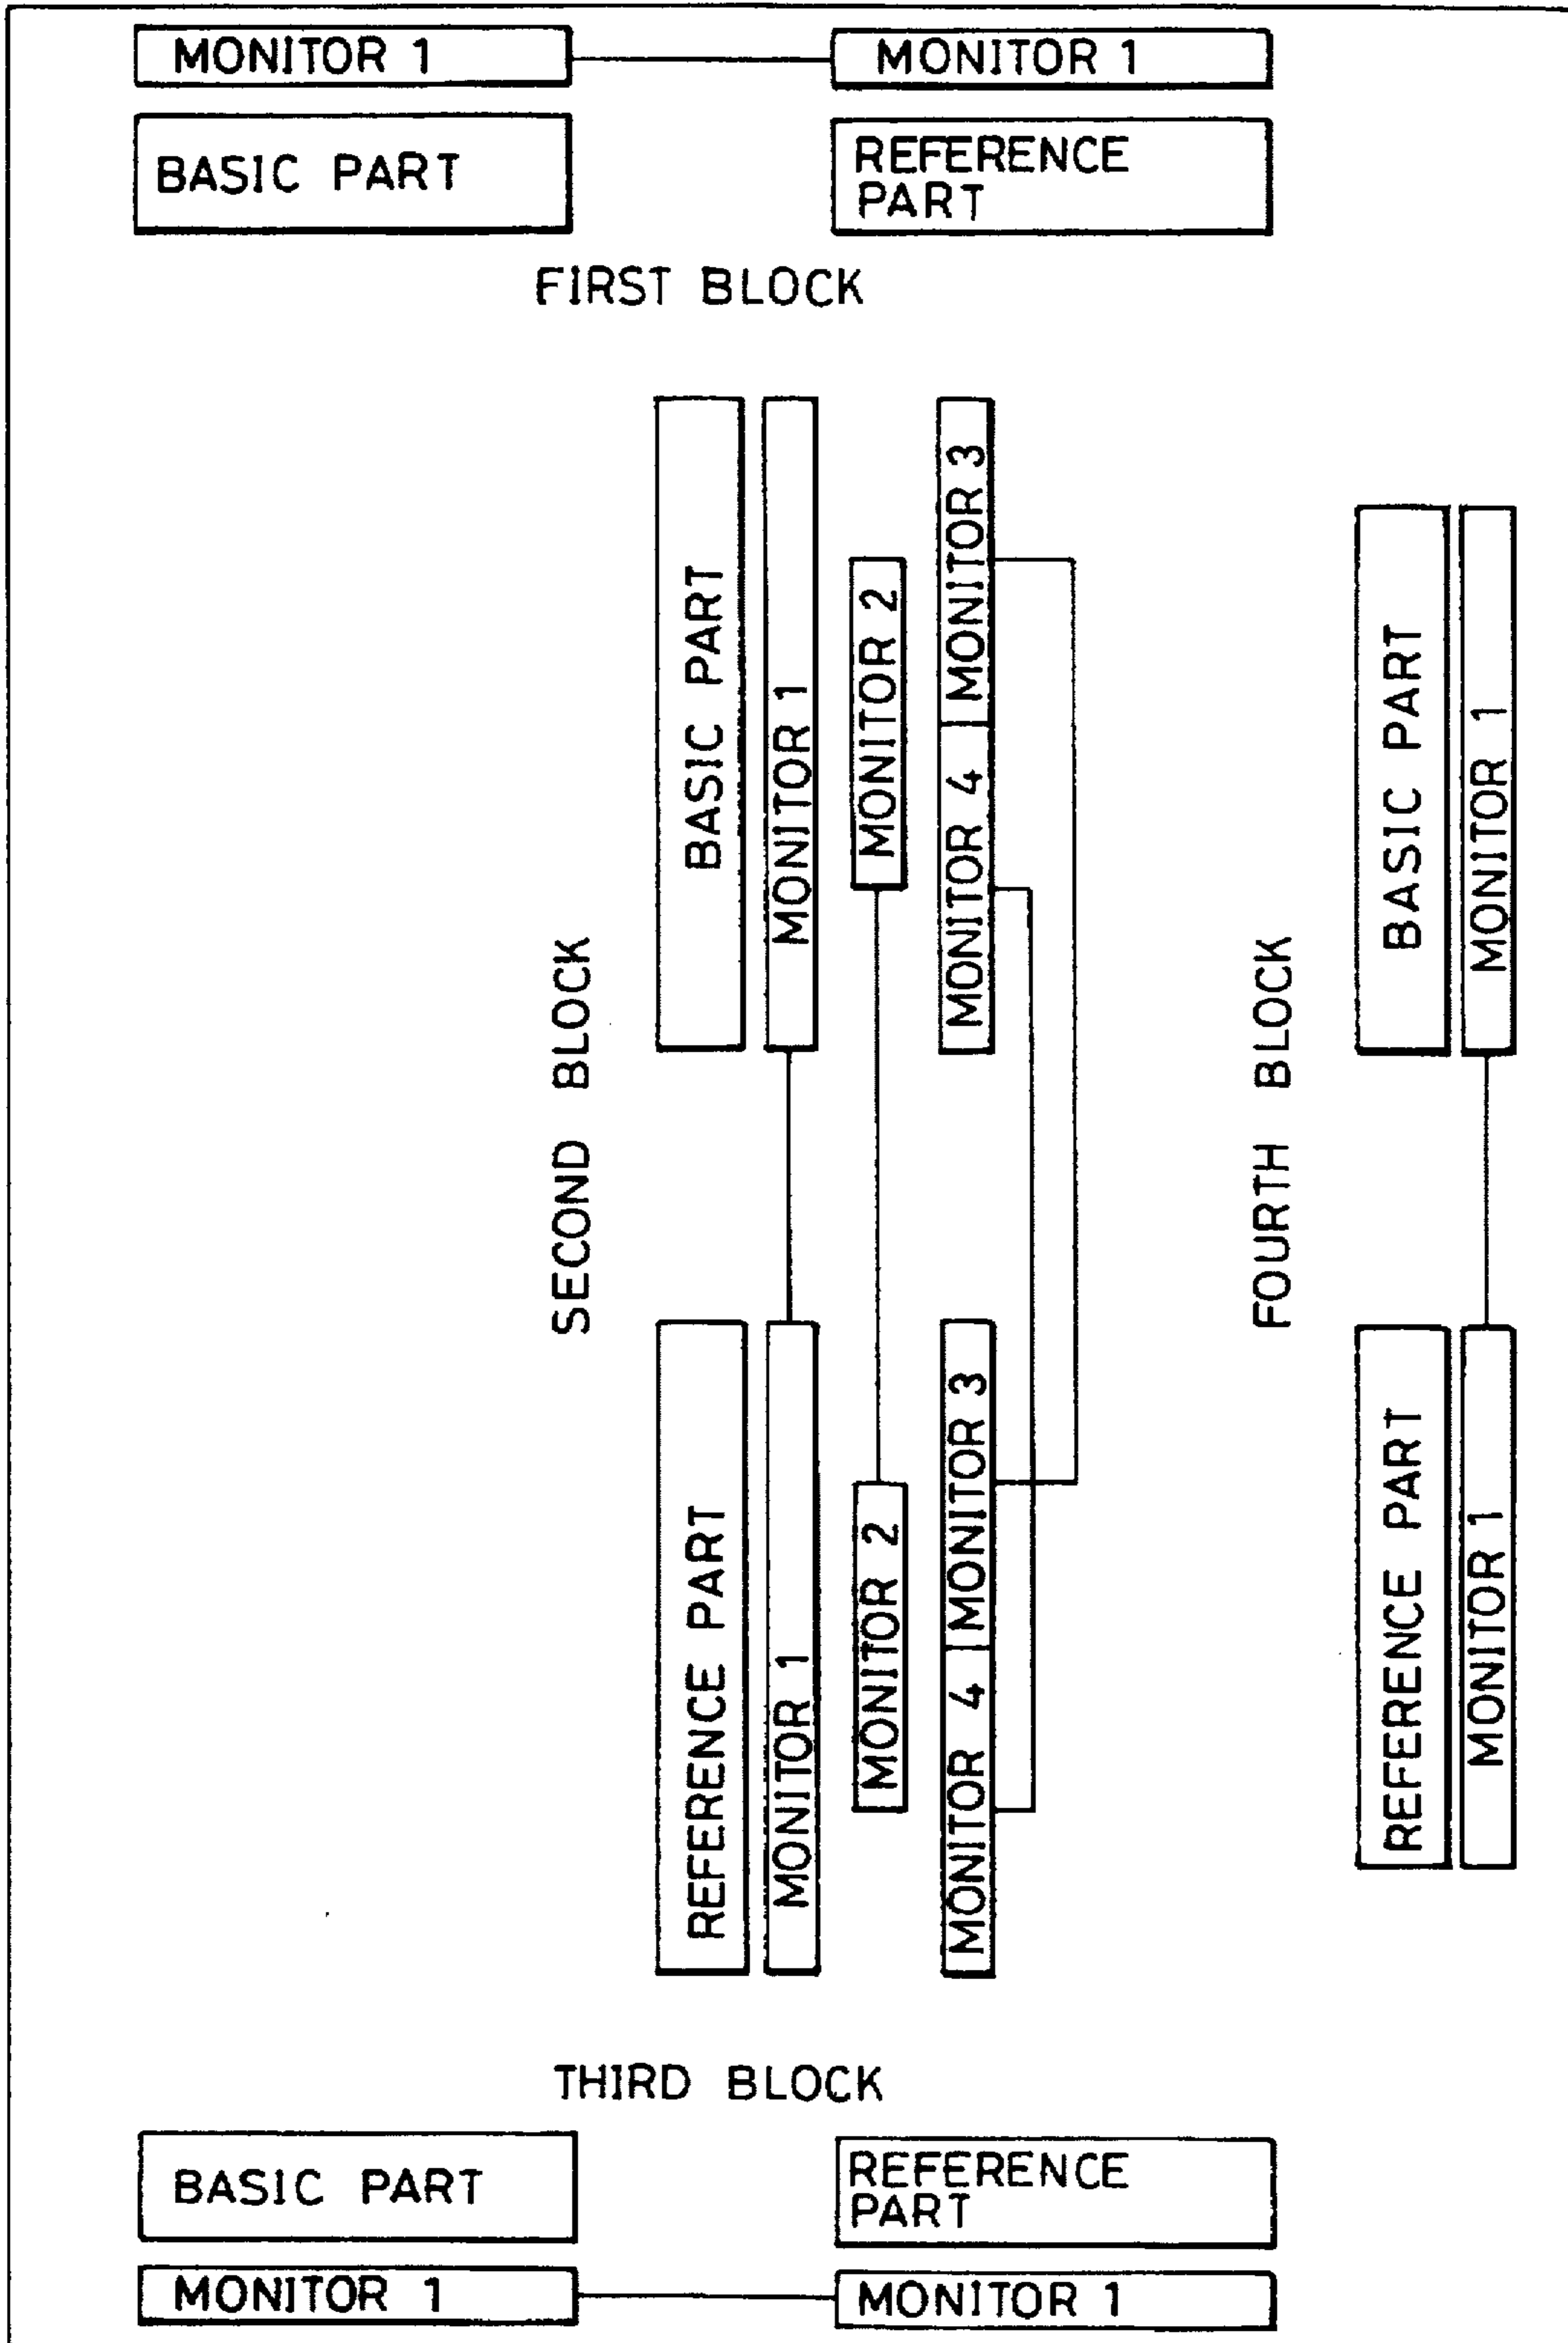 MONITOR 1
MONITOR 1
BASIC PART
REFERENCE
PART
FIRST BLOCK
SECOND BLOCK
BASIC PART
MONITOR 1
MONITOR 2
MONITOR 4
MONITOR 3
REFERENCE PART
MONITOR 1
MONITOR 2
MONITOR 4
MONITOR 3
FOURTH BLOCK
BASIC PART
MONITOR 1
REFERENCE PART
MONITOR 1
THIRD BLOCK
BASIC PART
REFERENCE
PART
MONITOR 1
MONITOR 1